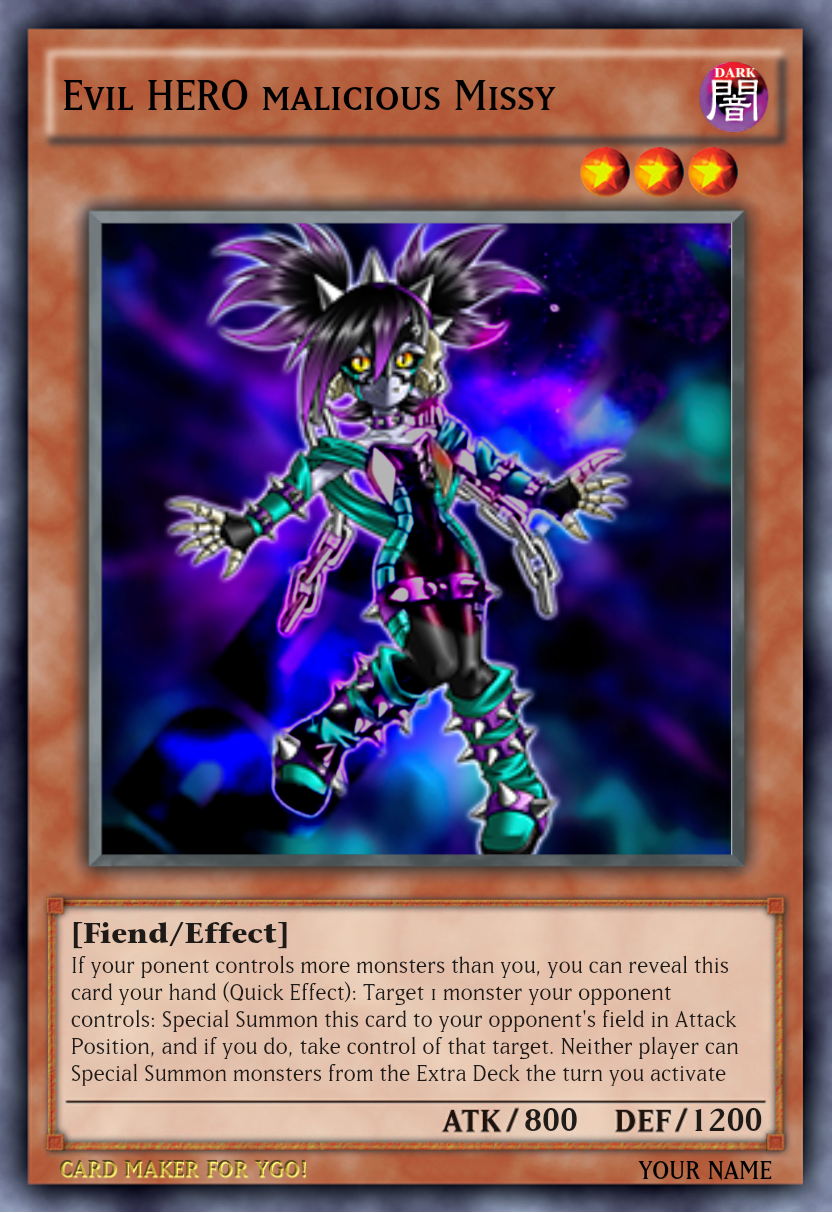 Evil HERO malicious Missy
DARK
闇
[Fiend/Effect]
If your ponent controls more monsters than you, you can reveal this
card your hand (Quick Effect): Target 1 monster your opponent
controls: Special Summon this card to your opponent's field in Attack
Position, and if you do, take control of that target. Neither player can
Special Summon monsters from the Extra Deck the turn you activate
ATK/800 DEF/1200
CARD MAKER FOR YGO! YOUR NAME